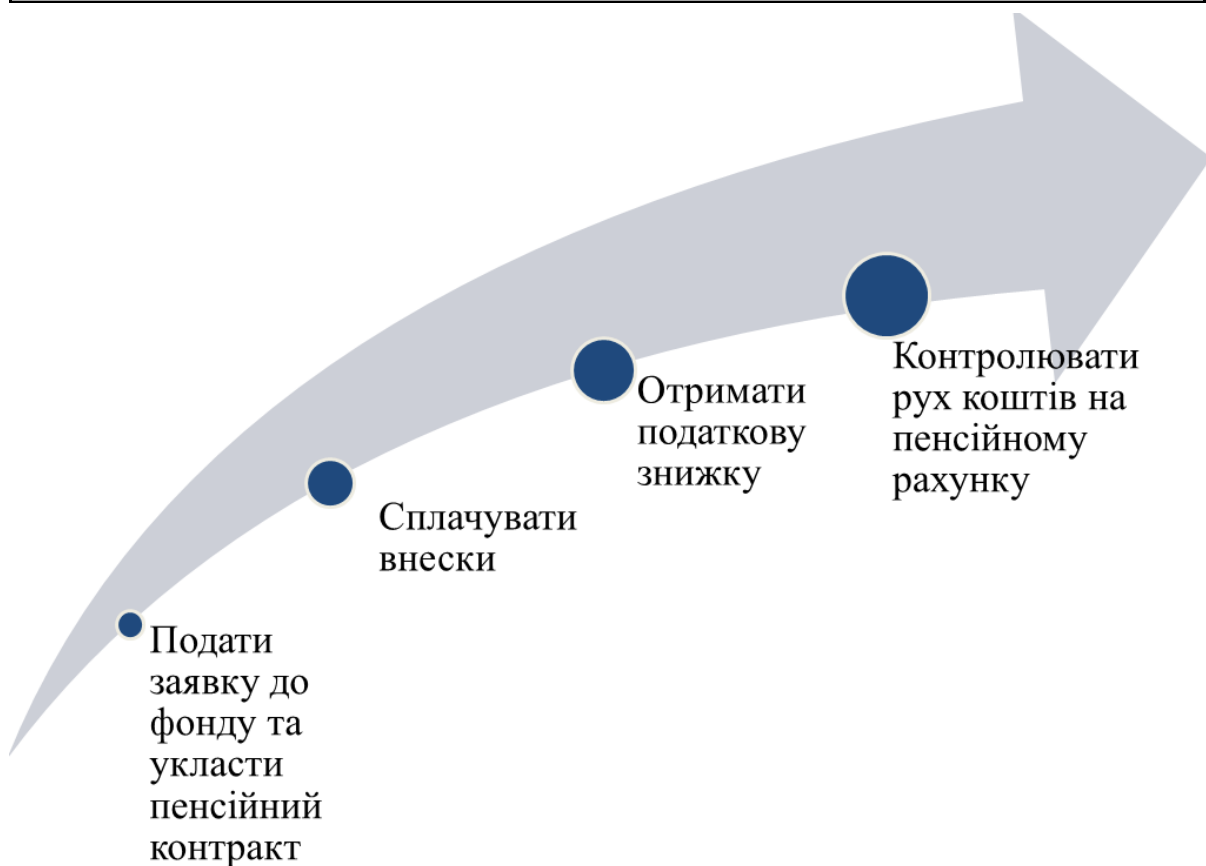 Подати
заявку до
фонду та
укласти
пенсійний
контракт
Сплачувати
внески
Отримати
податкову
знижку
Контролювати
рух коштів на
пенсійному
рахунку